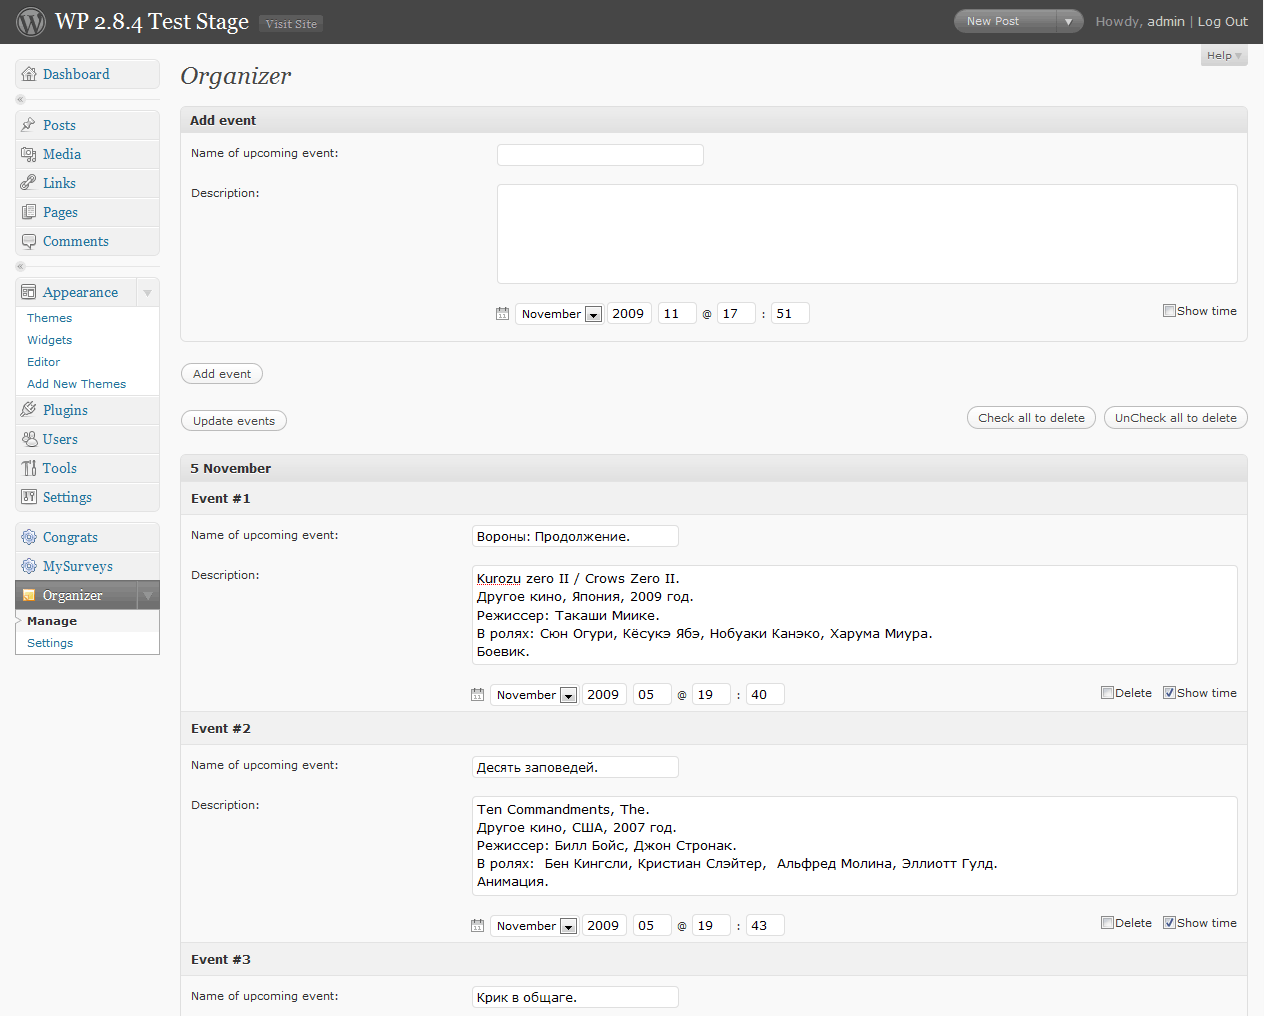 WP 2.8.4 Test Stage Visit Site New Post Howdy, admin | Log Out
Help
Dashboard
Posts
Media
Links
Pages
Comments
Appearance
Themes
Widgets
Editor
Add New Themes
Plugins
Users
Tools
Settings
Congrats
MySurveys
Organizer
Manage
Settings
Organizer
Add event
Name of upcoming event:
Description:
November 2009 11 @ 17 : 51 Show time
Add event
Update events Check all to delete UnCheck all to delete
5 November
Event #1
Name of upcoming event: Вороны: Продолжение.
Description:
Kurozu zero II / Crows Zero II.
Другое кино, Япония, 2009 год.
Режиссер: Такаши Миике.
В ролях: Сюн Огури, Кёсукэ Ябэ, Нобуаки Канэко, Харума Миура.
Боевик.
November 2009 05 @ 19 : 40 Delete Show time
Event #2
Name of upcoming event: Десять заповедей.
Description:
Ten Commandments, The.
Другое кино, США, 2007 год.
Режиссер: Билл Бойс, Джон Стронак.
В ролях:  Бен Кингсли, Кристиан Слэйтер,  Альфред Молина, Эллиотт Гулд.
Анимация.
November 2009 05 @ 19 : 43 Delete Show time
Event #3
Name of upcoming event: Крик в общаге.